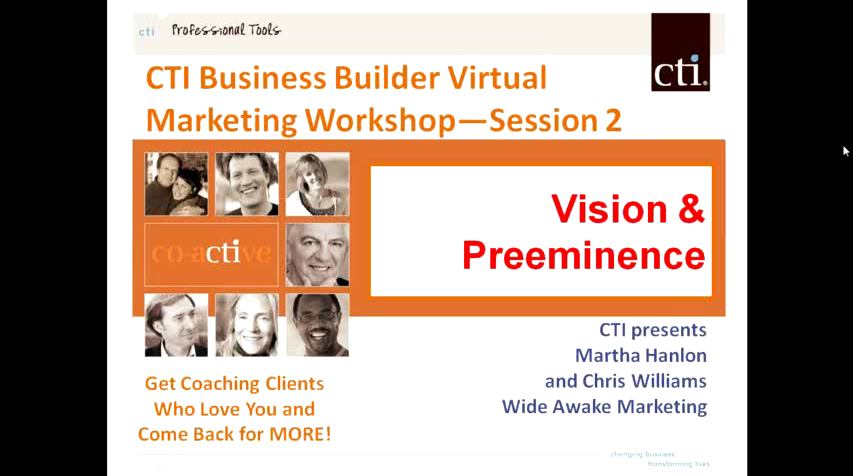 cti Professional Tools
cti
CTI Business Builder Virtual
Marketing Workshop—Session 2
Vision &
Preeminence
co-active
CTI presents
Martha Hanlon
and Chris Williams
Wide Awake Marketing
Get Coaching Clients
Who Love You and
Come Back for MORE!
changing business
transforming lives